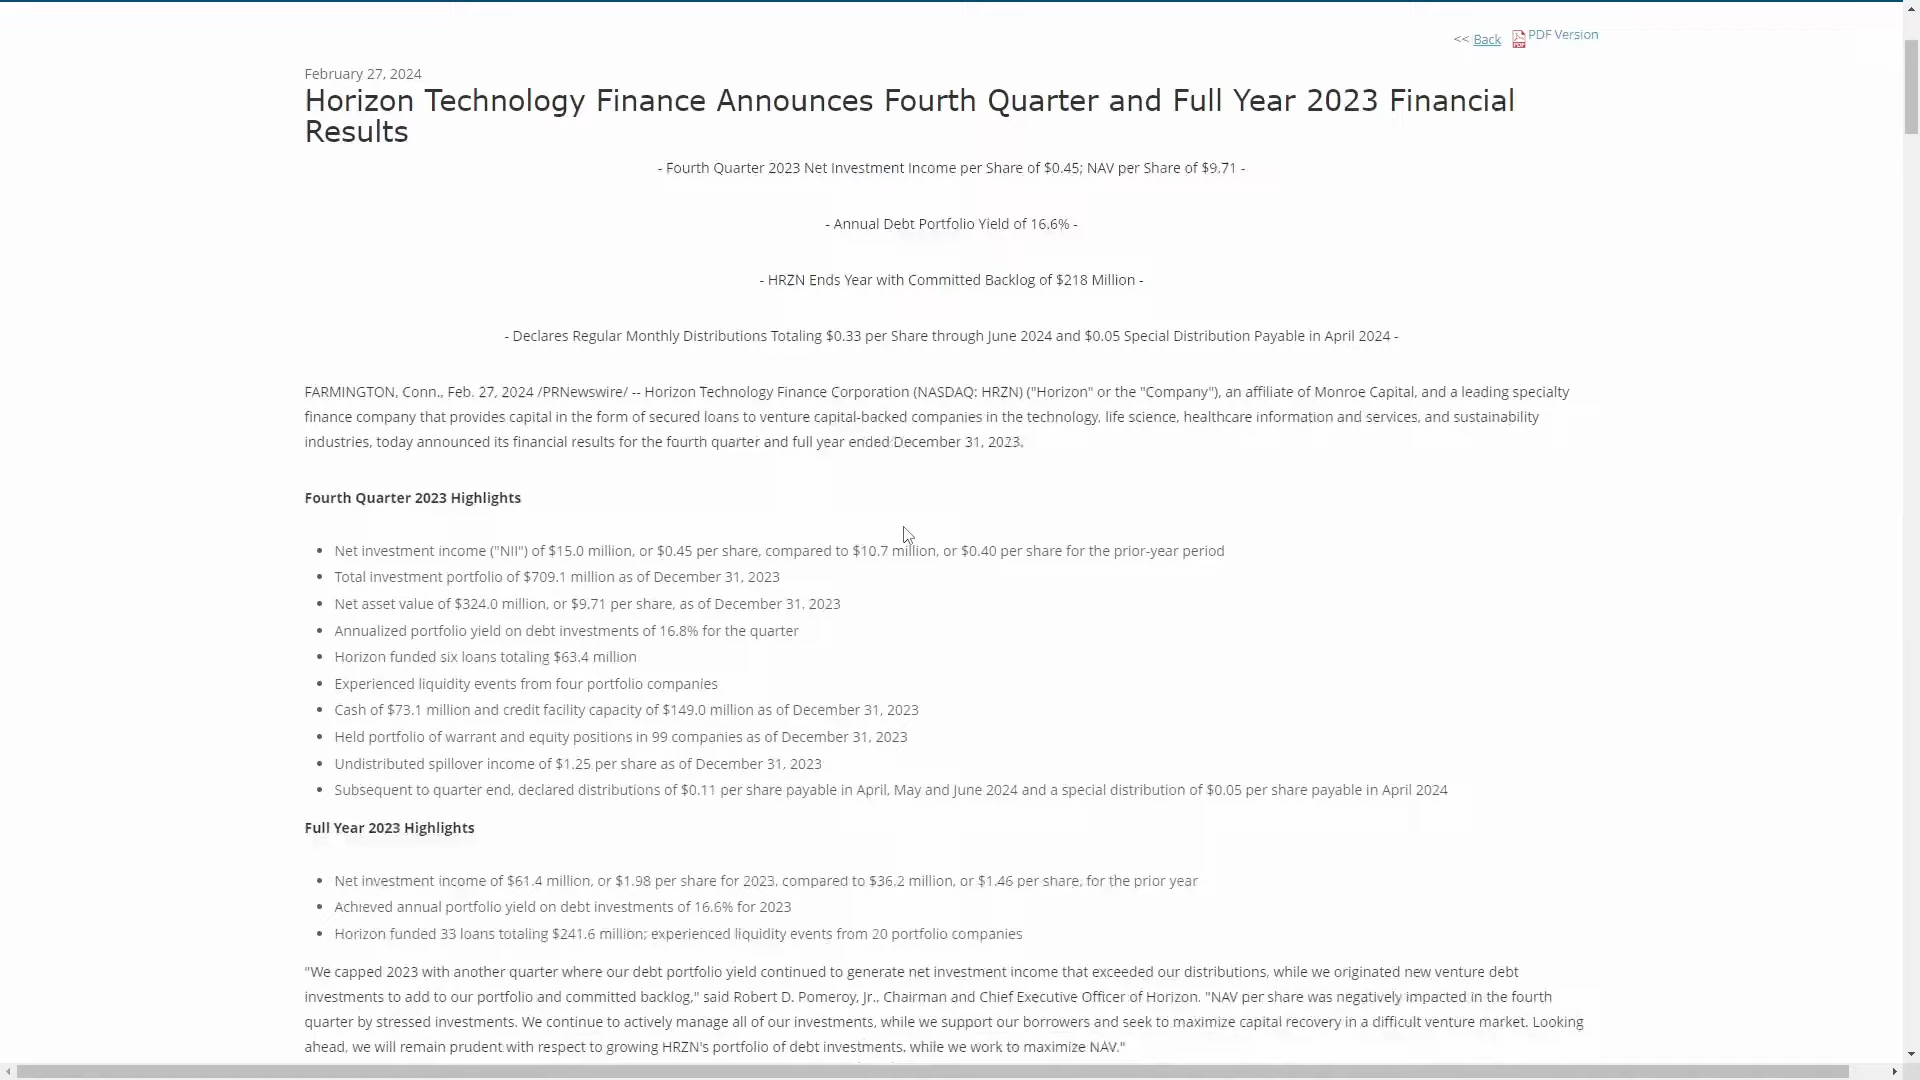 << Back PDF Version
February 27, 2024
Horizon Technology Finance Announces Fourth Quarter and Full Year 2023 Financial
Results
- Fourth Quarter 2023 Net Investment Income per Share of $0.45; NAV per Share of $9.71 -
- Annual Debt Portfolio Yield of 16.6% -
- HRZN Ends Year with Committed Backlog of $218 Million -
- Declares Regular Monthly Distributions Totaling $0.33 per Share through June 2024 and $0.05 Special Distribution Payable in April 2024 -
FARMINGTON, Conn., Feb. 27, 2024 /PRNewswire/ -- Horizon Technology Finance Corporation (NASDAQ: HRZN) ("Horizon" or the "Company"), an affiliate of Monroe Capital, and a leading specialty
finance company that provides capital in the form of secured loans to venture capital-backed companies in the technology, life science, healthcare information and services, and sustainability
industries, today announced its financial results for the fourth quarter and full year ended December 31, 2023.
Fourth Quarter 2023 Highlights
• Net investment income ("NII") of $15.0 million, or $0.45 per share, compared to $10.7 million, or $0.40 per share for the prior-year period
• Total investment portfolio of $709.1 million as of December 31, 2023
• Net asset value of $324.0 million, or $9.71 per share, as of December 31, 2023
• Annualized portfolio yield on debt investments of 16.8% for the quarter
• Horizon funded six loans totaling $63.4 million
• Experienced liquidity events from four portfolio companies
• Cash of $73.1 million and credit facility capacity of $149.0 million as of December 31, 2023
• Held portfolio of warrant and equity positions in 99 companies as of December 31, 2023
• Undistributed spillover income of $1.25 per share as of December 31, 2023
• Subsequent to quarter end, declared distributions of $0.11 per share payable in April, May and June 2024 and a special distribution of $0.05 per share payable in April 2024
Full Year 2023 Highlights
• Net investment income of $61.4 million, or $1.98 per share for 2023, compared to $36.2 million, or $1.46 per share, for the prior year
• Achieved annual portfolio yield on debt investments of 16.6% for 2023
• Horizon funded 33 loans totaling $241.6 million; experienced liquidity events from 20 portfolio companies
"We capped 2023 with another quarter where our debt portfolio yield continued to generate net investment income that exceeded our distributions, while we originated new venture debt
investments to add to our portfolio and committed backlog," said Robert D. Pomeroy, Jr., Chairman and Chief Executive Officer of Horizon. "NAV per share was negatively impacted in the fourth
quarter by stressed investments. We continue to actively manage all of our investments, while we support our borrowers and seek to maximize capital recovery in a difficult venture market. Looking
ahead, we will remain prudent with respect to growing HRZN's portfolio of debt investments, while we work to maximize NAV."